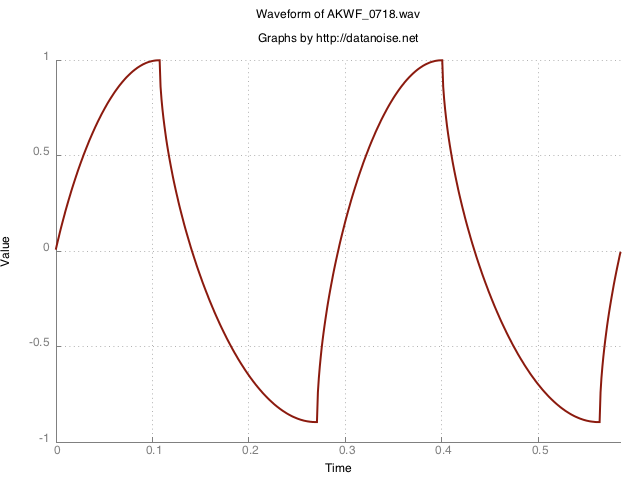 Waveform of AKWF_0718.wav
Graphs by http://datanoise.net
1
0.5
0
-0.5
-1
Value
0 0.1 0.2 0.3 0.4 0.5
Time